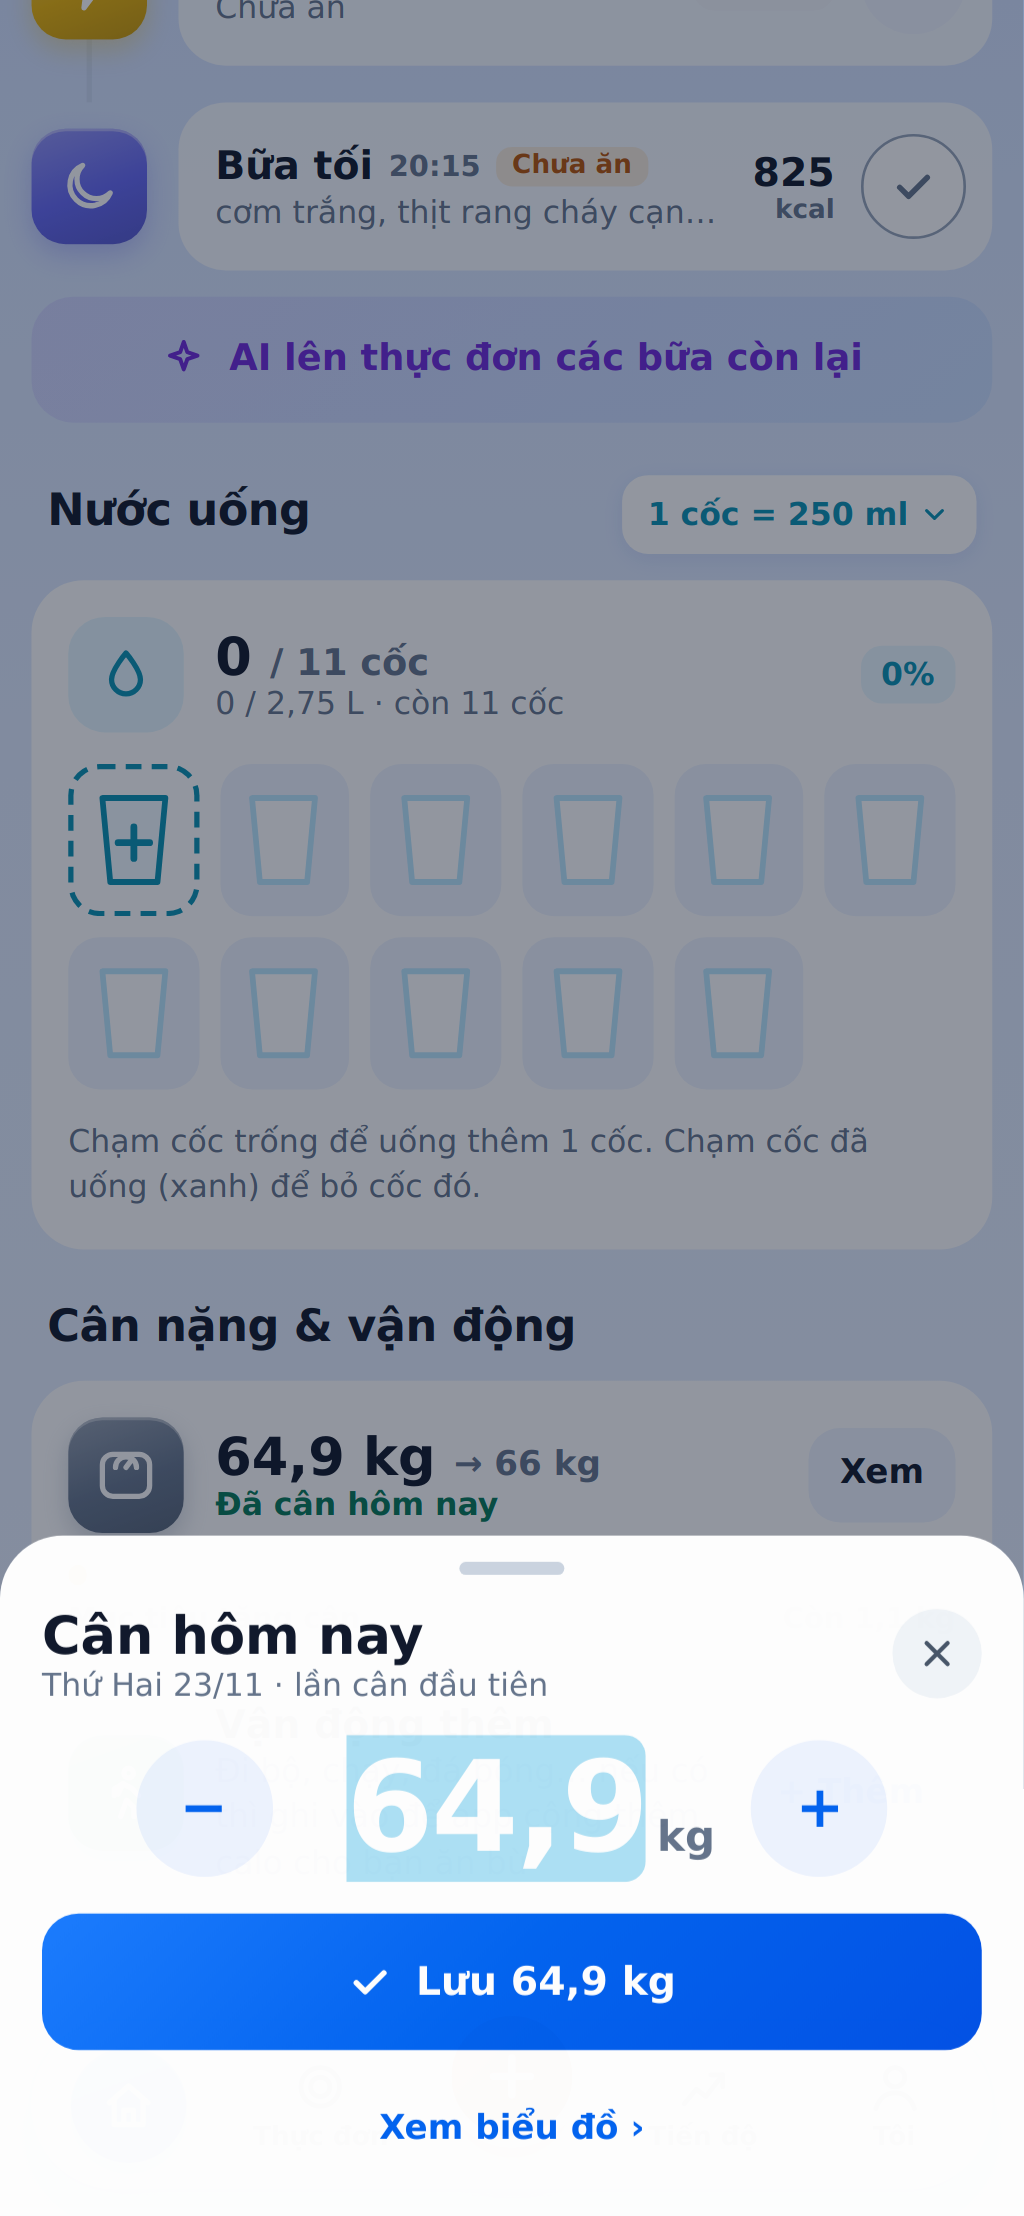 Chưa ăn
Bữa tối 20:15 Chưa ăn 825
cơm trắng, thịt rang cháy cạn... kcal
AI lên thực đơn các bữa còn lại
Nước uống 1 cốc = 250 ml
0 / 11 cốc 0%
0 / 2,75 L · còn 11 cốc
Chạm cốc trống để uống thêm 1 cốc. Chạm cốc đã
uống (xanh) để bỏ cốc đó.
Cân nặng & vận động
64,9 kg → 66 kg Xem
Đã cân hôm nay
Cân hôm nay
Thứ Hai 23/11 · lần cân đầu tiên
Vận động thêm
− 64,9 kg +
Lưu 64,9 kg
Xem biểu đồ ›